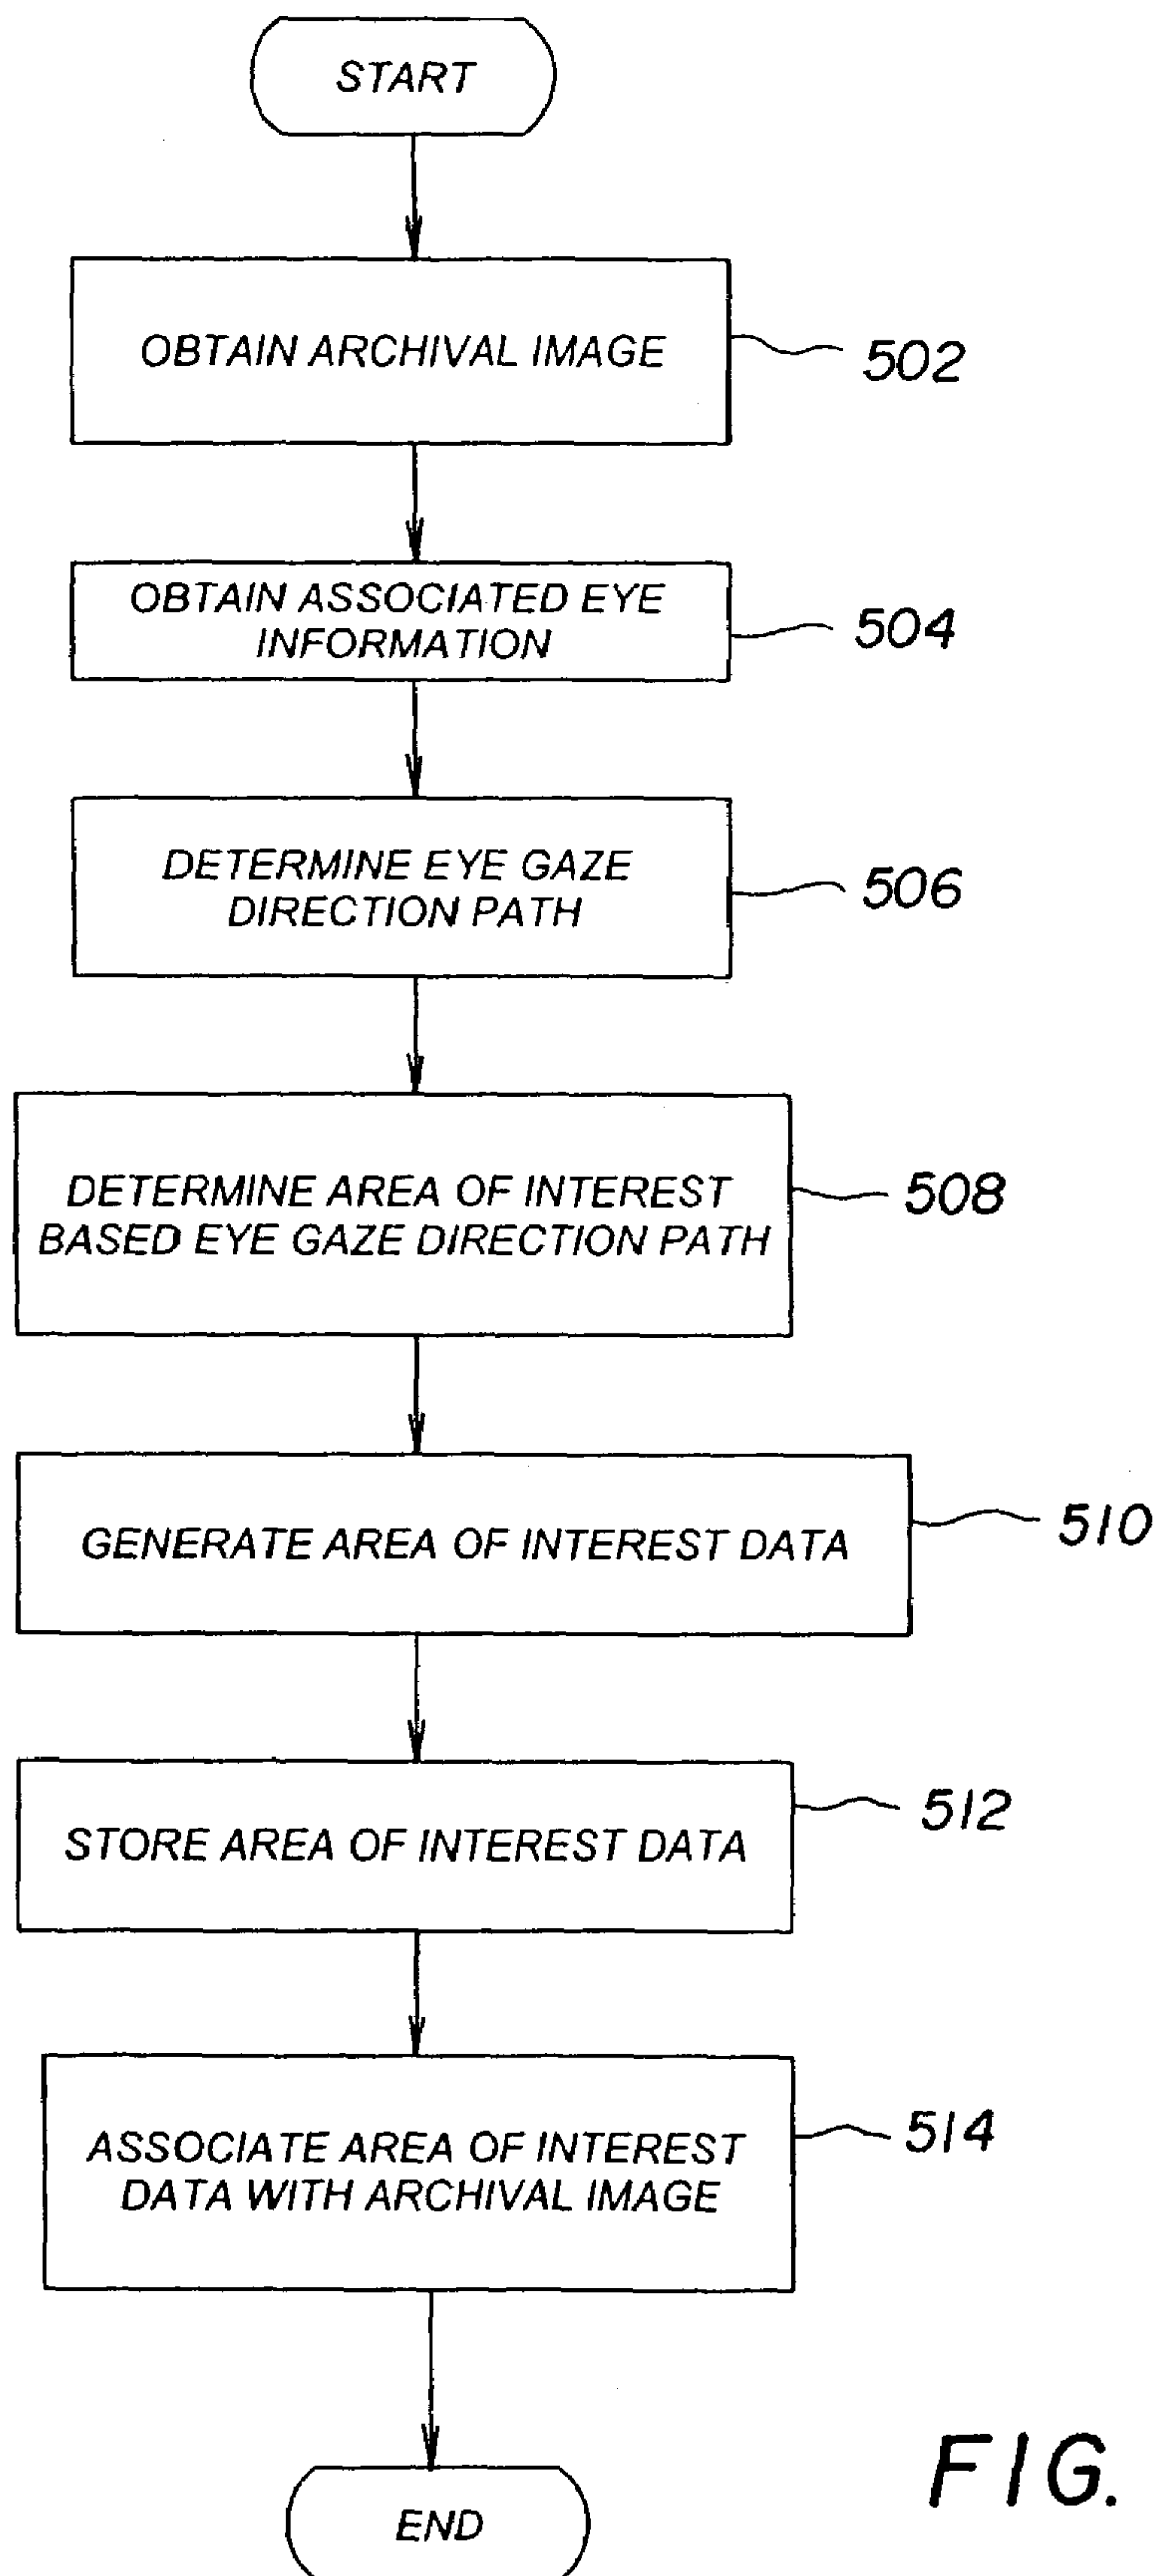 START
OBTAIN ARCHIVAL IMAGE
502
OBTAIN ASSOCIATED EYE
INFORMATION
504
DETERMINE EYE GAZE
DIRECTION PATH
506
DETERMINE AREA OF INTEREST
BASED EYE GAZE DIRECTION PATH
508
GENERATE AREA OF INTEREST DATA
510
STORE AREA OF INTEREST DATA
512
ASSOCIATE AREA OF INTEREST
DATA WITH ARCHIVAL IMAGE
514
END
FIG.